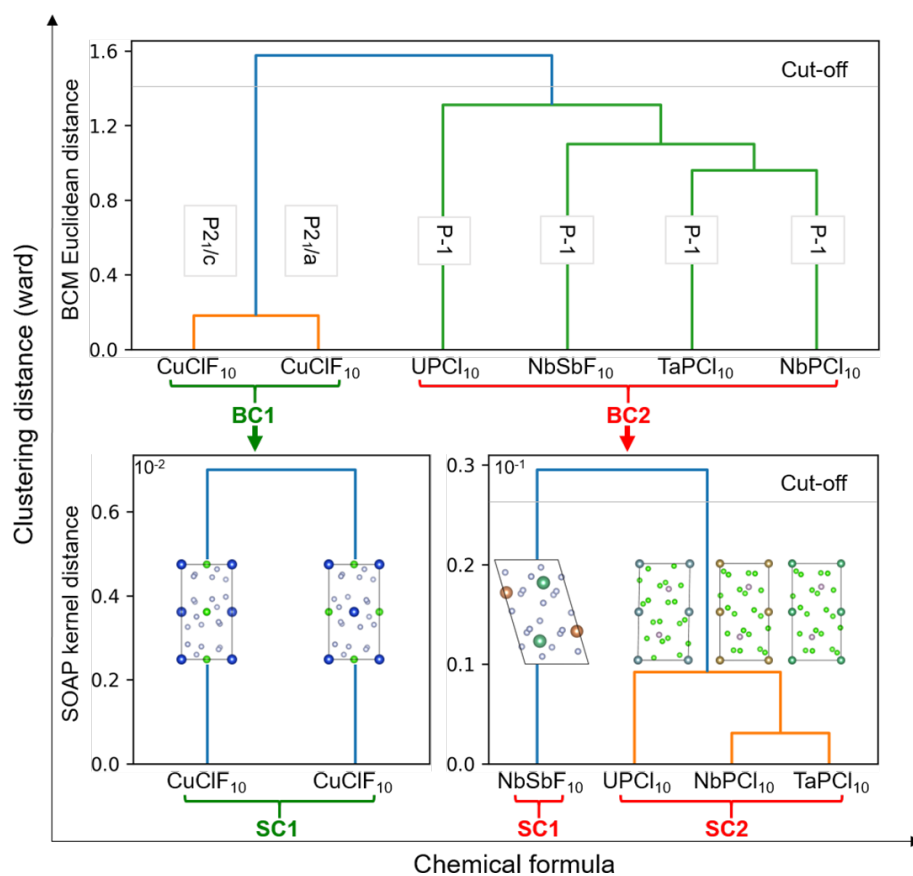 Clustering distance (ward)
BCM Euclidean distance
1.6
1.2
0.8
0.4
0.0
Cut-off
P2₁/c
P2₁/a
P-1
P-1
P-1
P-1
CuClF₁₀
CuClF₁₀
UPCl₁₀
NbSbF₁₀
TaPCl₁₀
NbPCl₁₀
BC1
BC2
SOAP kernel distance
10⁻²
0.6
0.4
0.2
0.0
CuClF₁₀
CuClF₁₀
SC1
10⁻¹
0.3
0.2
0.1
0.0
Cut-off
NbSbF₁₀
UPCl₁₀
NbPCl₁₀
TaPCl₁₀
SC1
SC2
Chemical formula